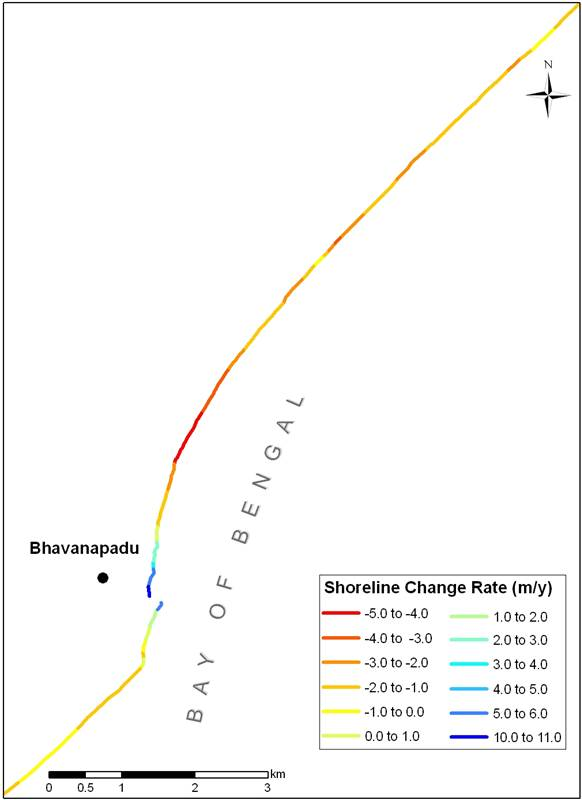 N
BAY OF BENGAL
Bhavanapadu
Shoreline Change Rate (m/y)
-5.0 to -4.0
-4.0 to -3.0
-3.0 to -2.0
-2.0 to -1.0
-1.0 to 0.0
0.0 to 1.0
1.0 to 2.0
2.0 to 3.0
3.0 to 4.0
4.0 to 5.0
5.0 to 6.0
10.0 to 11.0
km
0 0.5 1 2 3